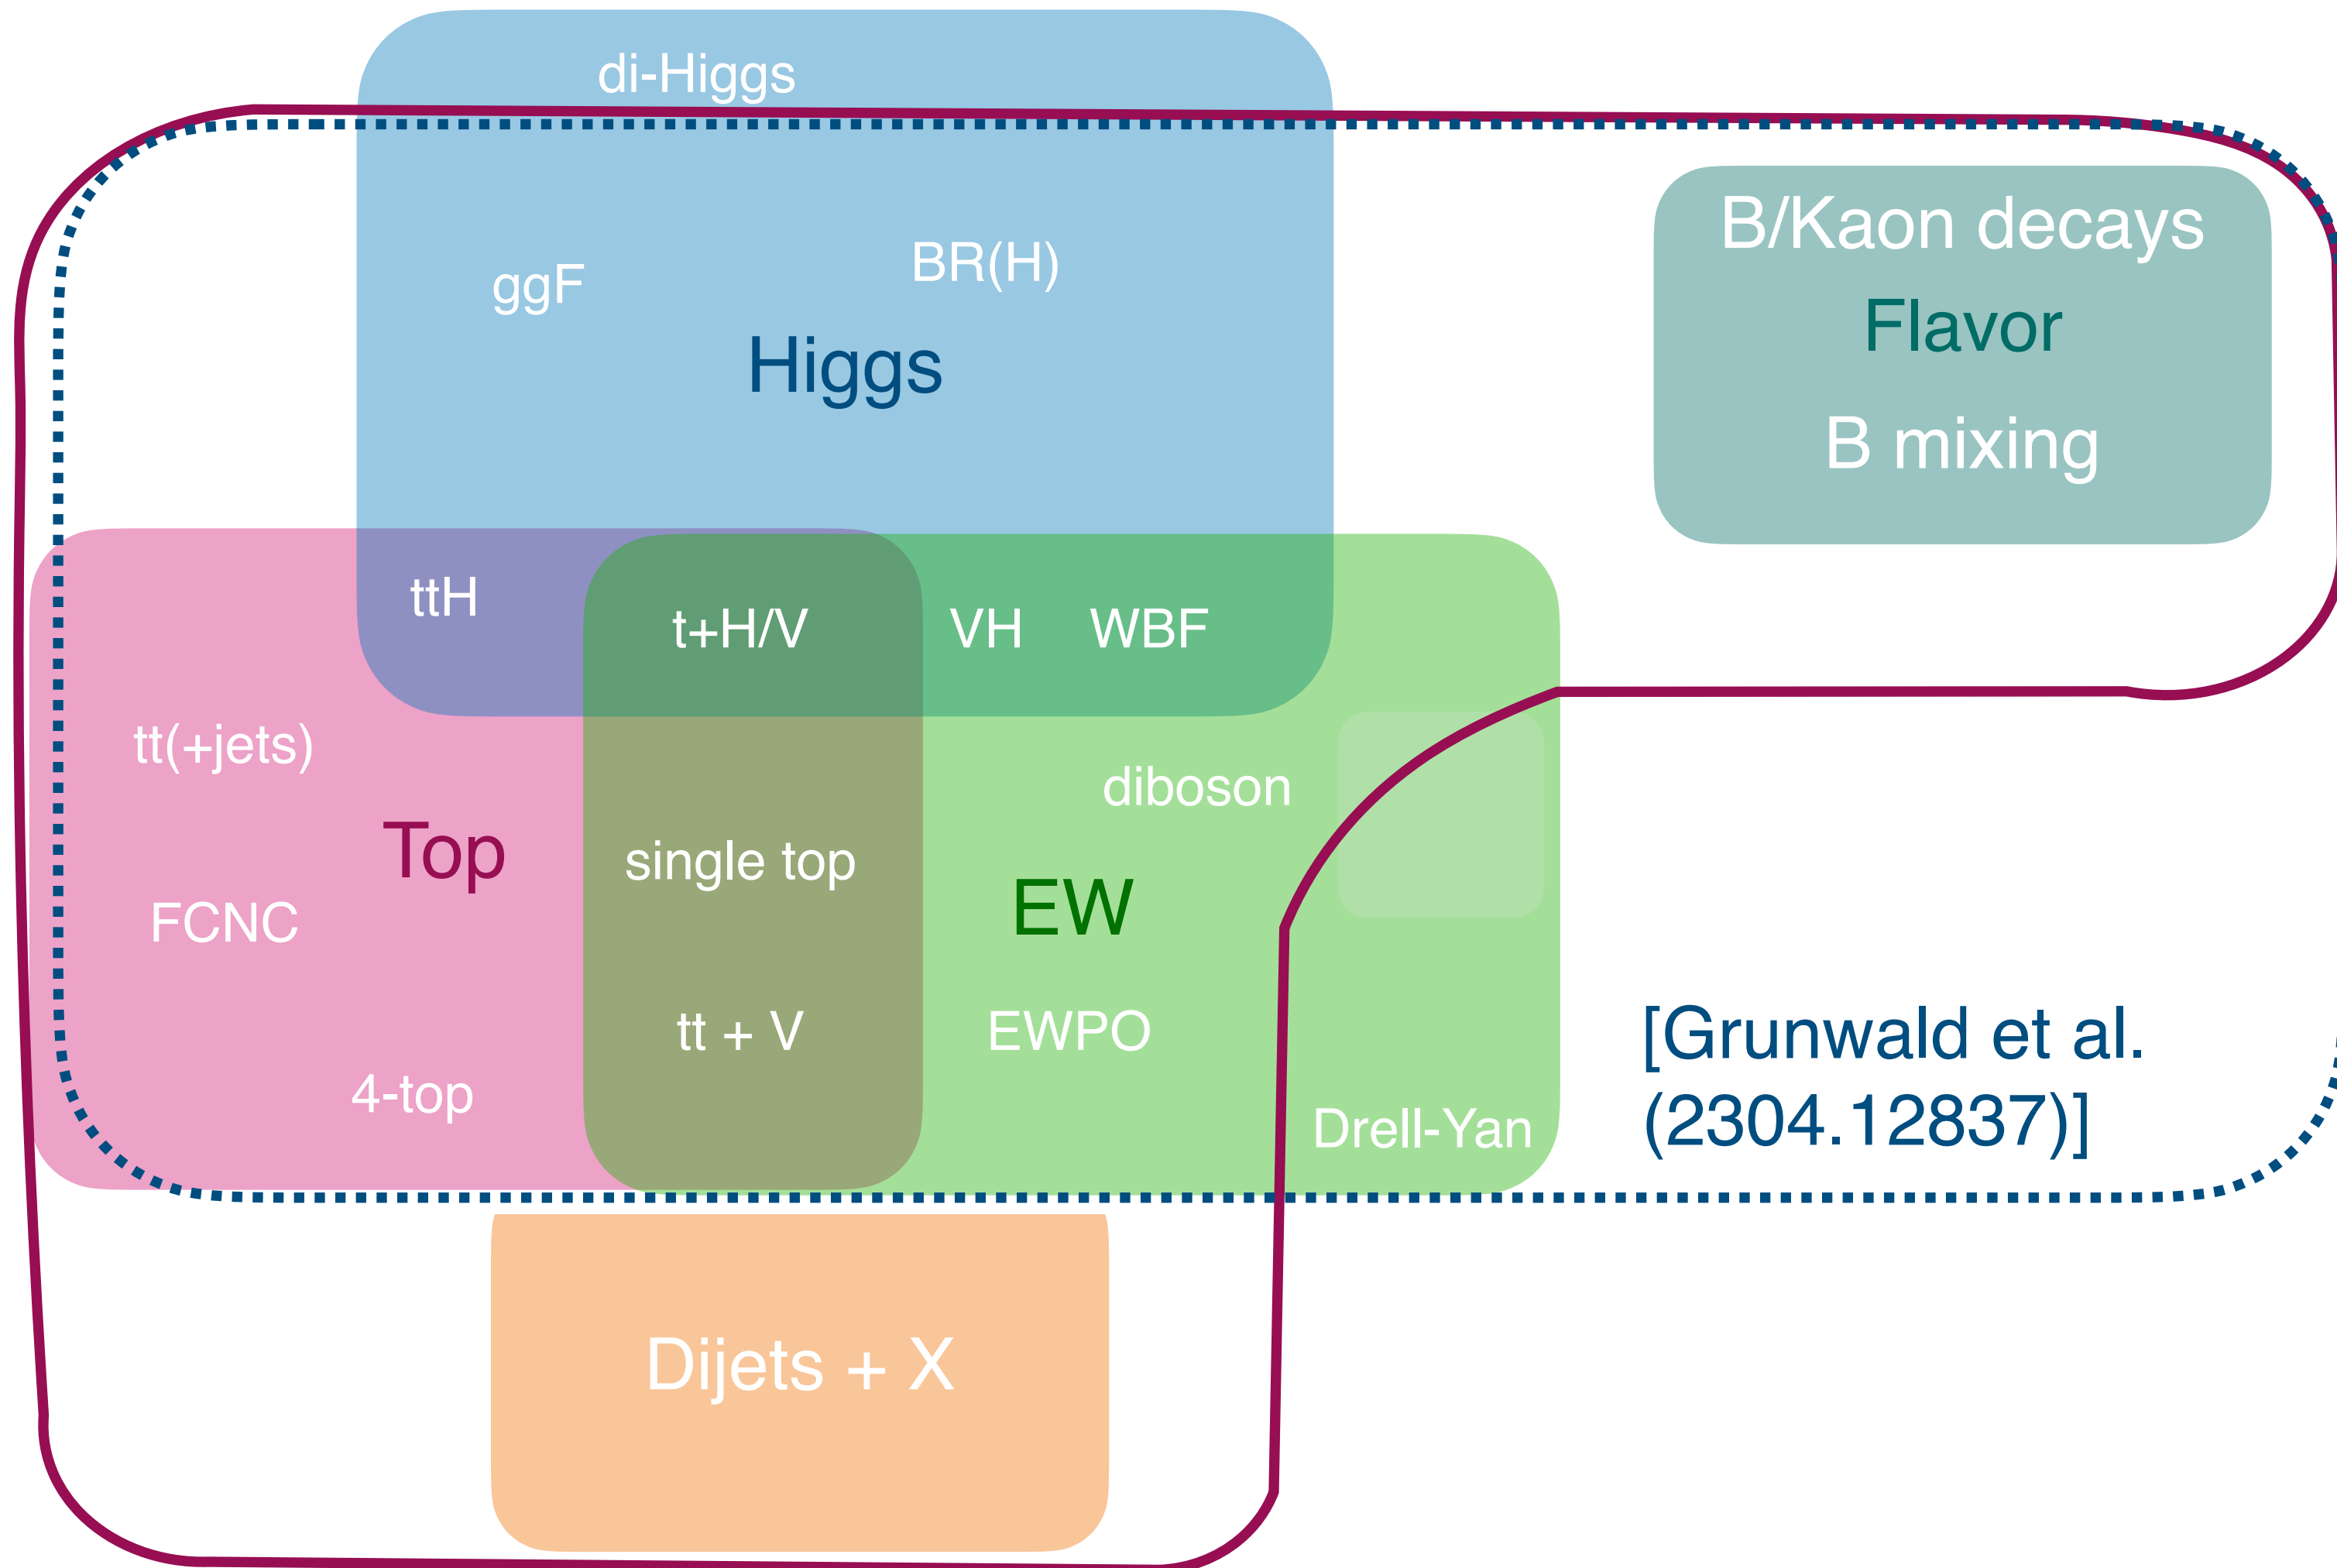 di-Higgs
ggF
BR(H)
Higgs
B/Kaon decays
Flavor
B mixing
ttH
t+HV
VH
WBF
tt(+jets)
diboson
Top
single top
EW
FCNC
tt + V
EWPO
4-top
Drell-Yan
[Grunwald et al.
(2304.12837)]
Dijets + X